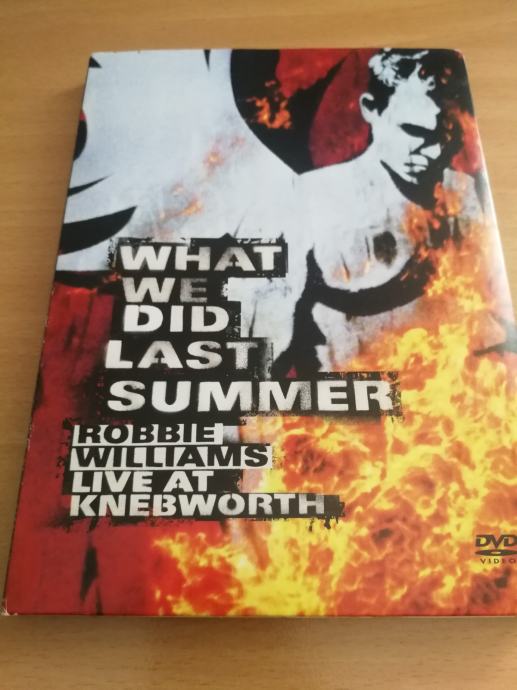 WHAT
WE
DID
LAST
SUMMER
ROBBIE
WILLIAMS
LIVE AT
KNEBWORTH
DVD
VIDEO